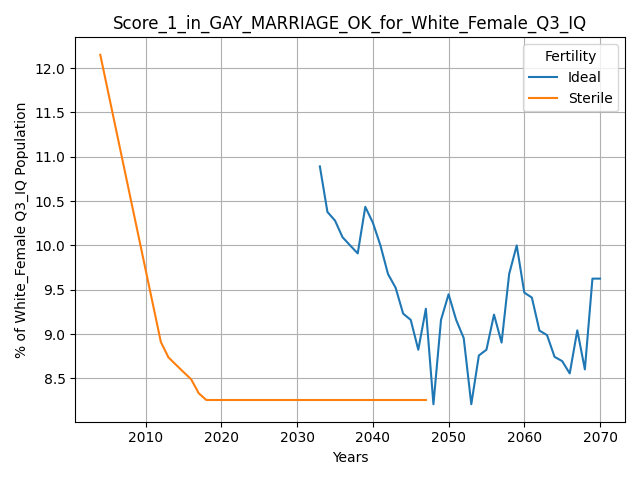 Score_1_in_GAY_MARRIAGE_OK_for_White_Female_Q3_IQ
Fertility
Ideal
Sterile
% of White_Female Q3_IQ Population
12.0
11.5
11.0
10.5
10.0
9.5
9.0
8.5
2010 2020 2030 2040 2050 2060 2070
Years